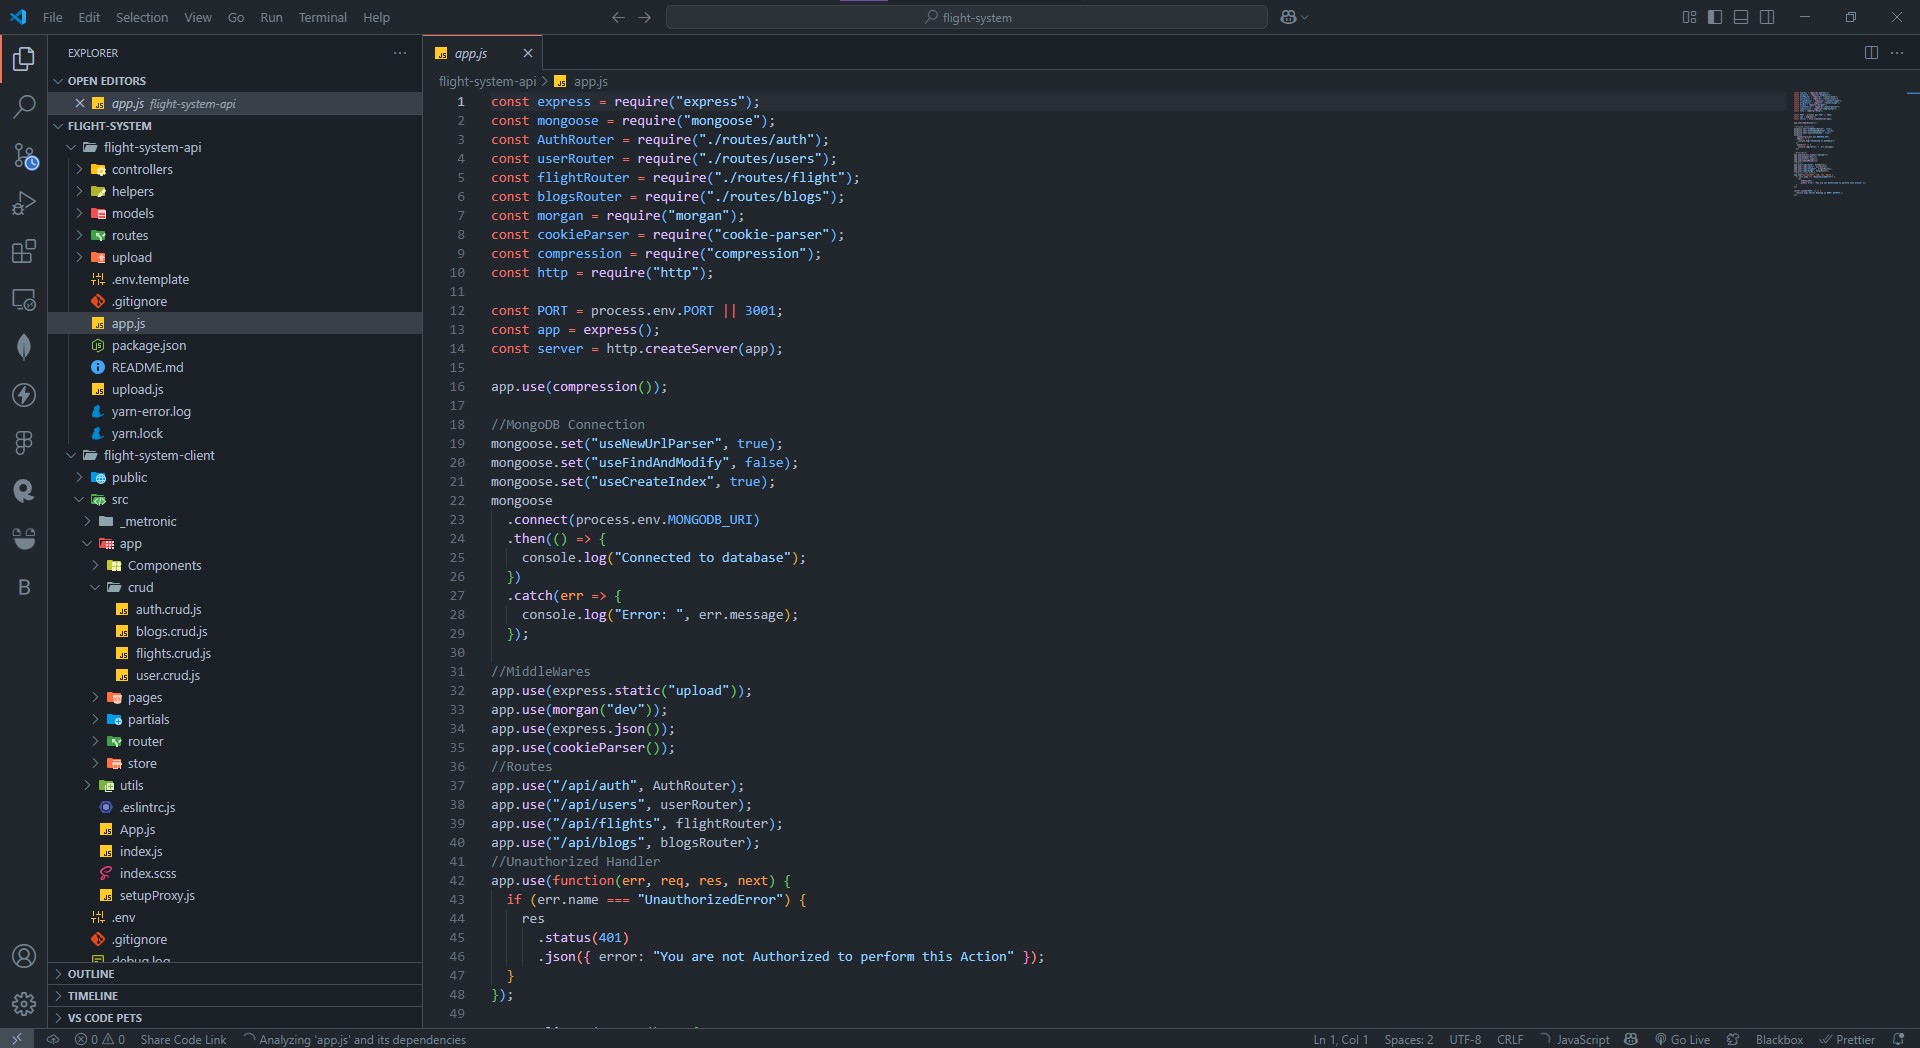 File Edit Selection View Go Run Terminal Help
flight-system
EXPLORER
OPEN EDITORS
app.js flight-system-api
FLIGHT-SYSTEM
flight-system-api
controllers
helpers
models
routes
upload
.env.template
.gitignore
app.js
package.json
README.md
upload.js
yarn-error.log
yarn.lock
flight-system-client
public
src
_metronic
app
Components
crud
auth.crud.js
blogs.crud.js
flights.crud.js
user.crud.js
pages
partials
router
store
utils
.eslintrc.js
App.js
index.js
index.scss
setupProxy.js
.env
.gitignore
debug.log
OUTLINE
TIMELINE
VS CODE PETS
B
app.js
flight-system-api > app.js
1 const express = require("express");
2 const mongoose = require("mongoose");
3 const AuthRouter = require("./routes/auth");
4 const userRouter = require("./routes/users");
5 const flightRouter = require("./routes/flight");
6 const blogsRouter = require("./routes/blogs");
7 const morgan = require("morgan");
8 const cookieParser = require("cookie-parser");
9 const compression = require("compression");
10 const http = require("http");
11
12 const PORT = process.env.PORT || 3001;
13 const app = express();
14 const server = http.createServer(app);
15
16 app.use(compression());
17
18 //MongoDB Connection
19 mongoose.set("useNewUrlParser", true);
20 mongoose.set("useFindAndModify", false);
21 mongoose.set("useCreateIndex", true);
22 mongoose
23 .connect(process.env.MONGODB_URI)
24 .then(() => {
25 console.log("Connected to database");
26 })
27 .catch(err => {
28 console.log("Error: ", err.message);
29 });
30
31 //MiddleWares
32 app.use(express.static("upload"));
33 app.use(morgan("dev"));
34 app.use(express.json());
35 app.use(cookieParser());
36 //Routes
37 app.use("/api/auth", AuthRouter);
38 app.use("/api/users", userRouter);
39 app.use("/api/flights", flightRouter);
40 app.use("/api/blogs", blogsRouter);
41 //Unauthorized Handler
42 app.use(function(err, req, res, next) {
43 if (err.name === "UnauthorizedError") {
44 res
45 .status(401)
46 .json({ error: "You are not Authorized to perform this Action" });
47 }
48 });
49
0 0 Share Code Link Analyzing 'app.js' and its dependencies
Ln 1, Col 1 Spaces: 2 UTF-8 CRLF JavaScript Go Live Blackbox Prettier